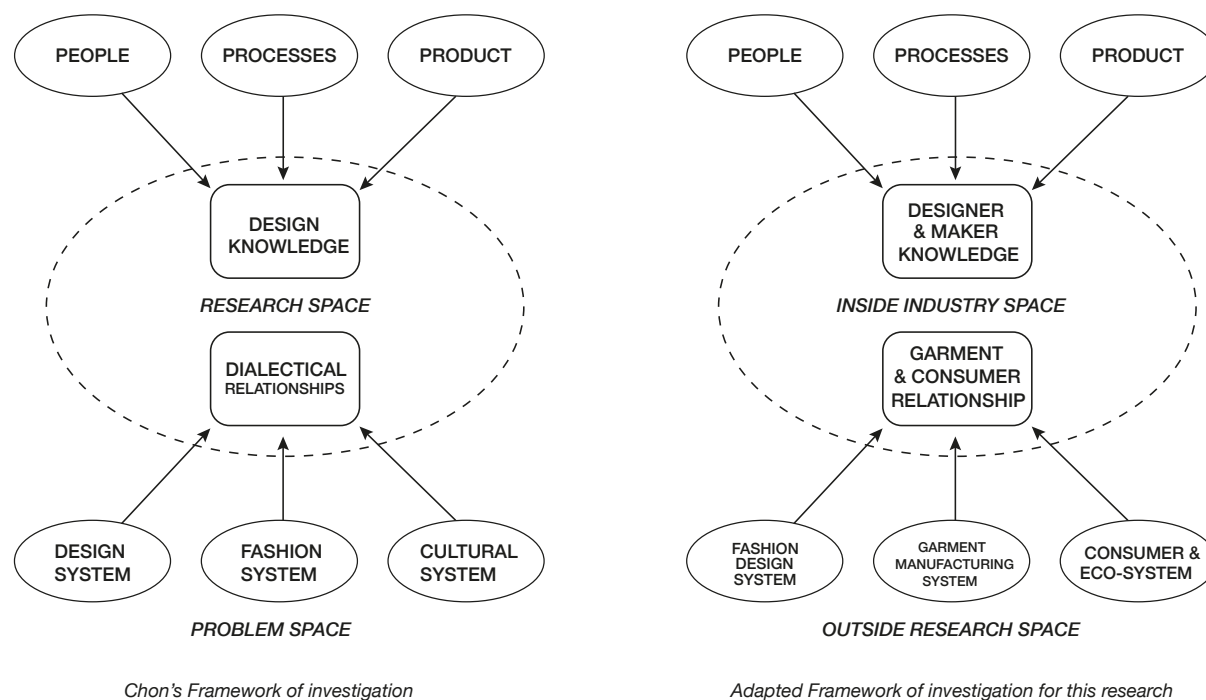 PEOPLE
PROCESSES
PRODUCT
DESIGN
KNOWLEDGE
RESEARCH SPACE
DIALECTICAL
RELATIONSHIPS
DESIGN
SYSTEM
FASHION
SYSTEM
CULTURAL
SYSTEM
PROBLEM SPACE
Chon’s Framework of investigation
PEOPLE
PROCESSES
PRODUCT
DESIGNER
& MAKER
KNOWLEDGE
INSIDE INDUSTRY SPACE
GARMENT
& CONSUMER
RELATIONSHIP
FASHION
DESIGN
SYSTEM
GARMENT
MANUFACTURING
SYSTEM
CONSUMER &
ECO-SYSTEM
OUTSIDE RESEARCH SPACE
Adapted Framework of investigation for this research